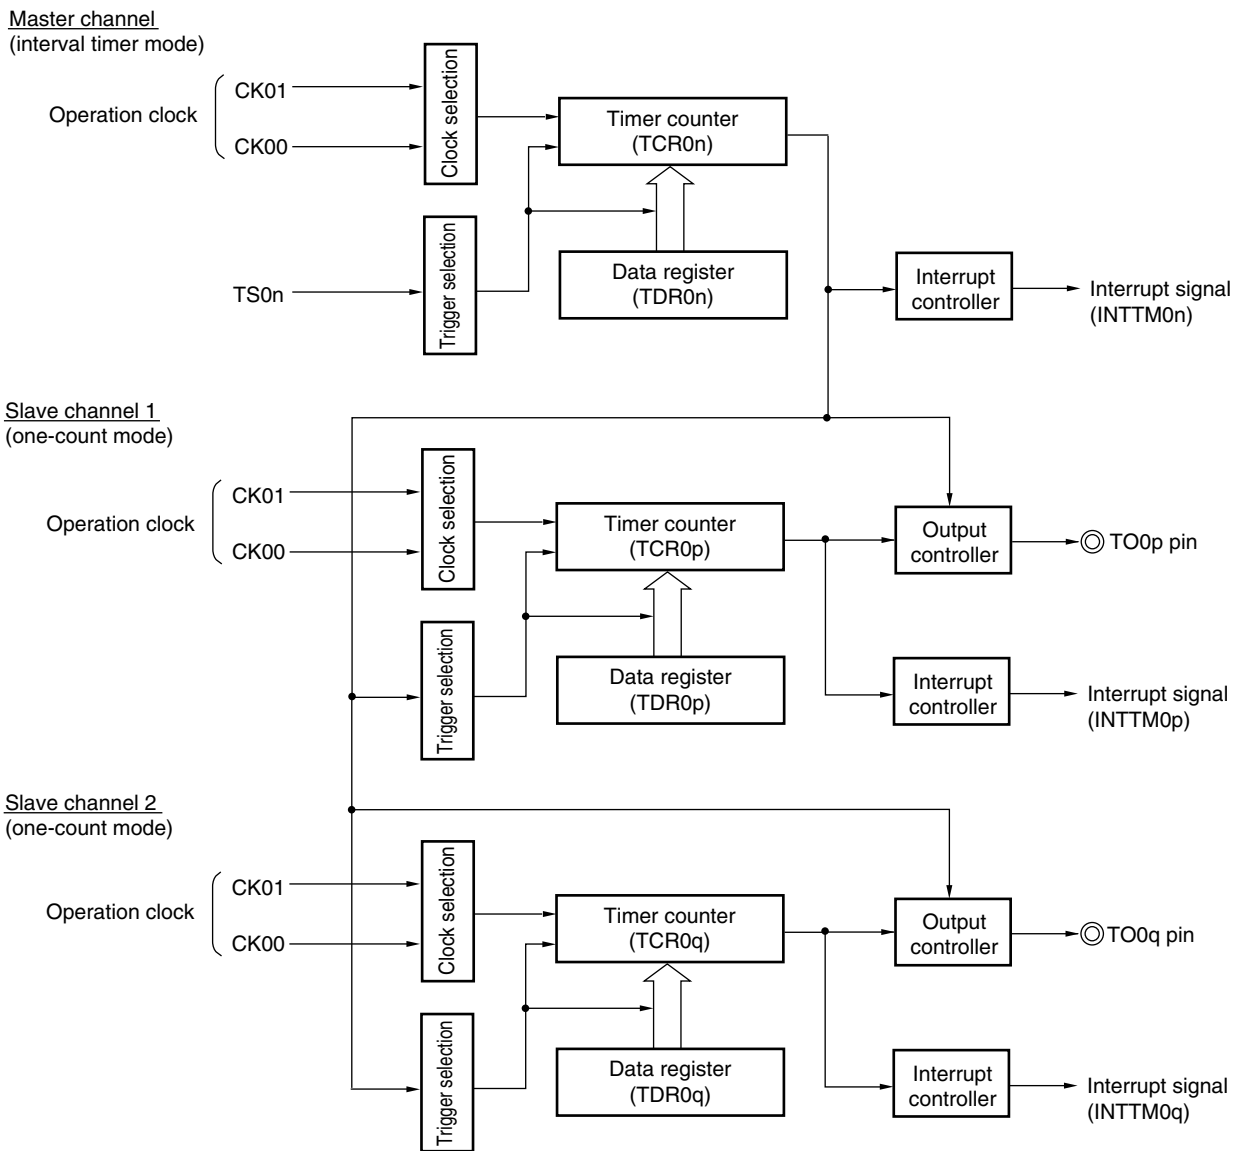 Master channel
(interval timer mode)
Operation clock
CK01
CK00
Clock selection
Timer counter
(TCR0n)
TS0n
Trigger selection
Data register
(TDR0n)
Interrupt
controller
Interrupt signal
(INTTM0n)
Slave channel 1
(one-count mode)
Operation clock
CK01
CK00
Clock selection
Timer counter
(TCR0p)
Output
controller
TO0p pin
Trigger selection
Data register
(TDR0p)
Interrupt
controller
Interrupt signal
(INTTM0p)
Slave channel 2
(one-count mode)
Operation clock
CK01
CK00
Clock selection
Timer counter
(TCR0q)
Output
controller
TO0q pin
Trigger selection
Data register
(TDR0q)
Interrupt
controller
Interrupt signal
(INTTM0q)